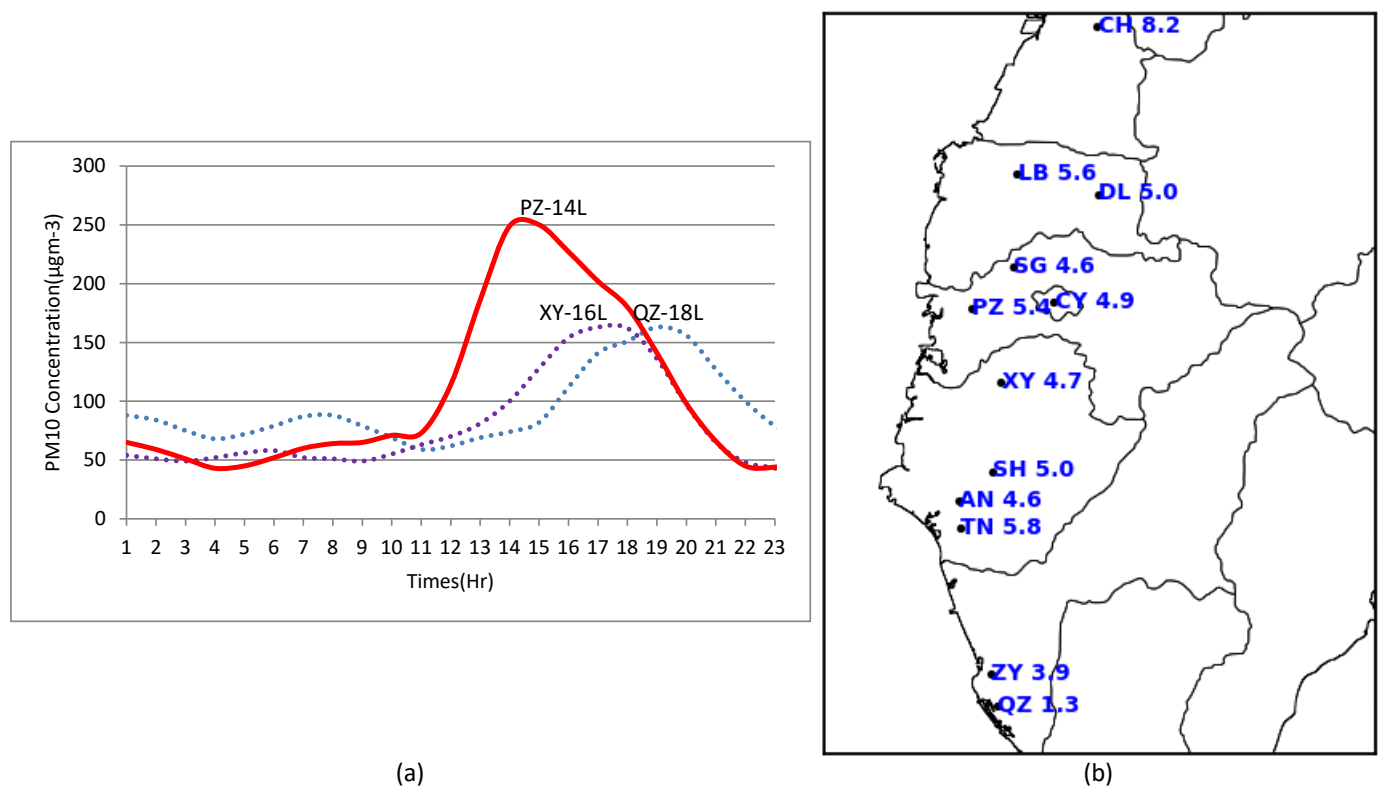 300
250
200
150
100
50
0
PM10 Concentration(µgm-3)
PZ-14L
XY-16L
QZ-18L
1 2 3 4 5 6 7 8 9 10 11 12 13 14 15 16 17 18 19 20 21 22 23
Times(Hr)
(a)
CH 8.2
LB 5.6
DL 5.0
SG 4.6
CY 4.9
PZ 5.4
XY 4.7
SH 5.0
AN 4.6
TN 5.8
ZY 3.9
QZ 1.3
(b)